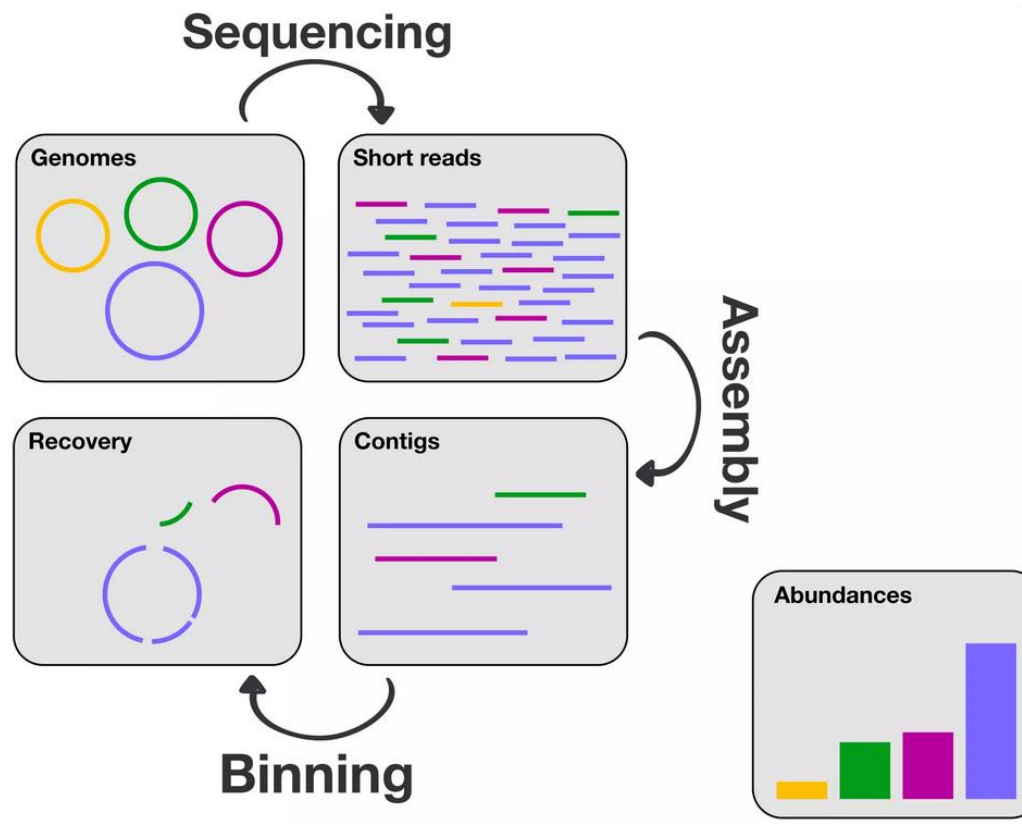 Sequencing
Genomes
Short reads
Assembly
Recovery
Contigs
Abundances
Binning